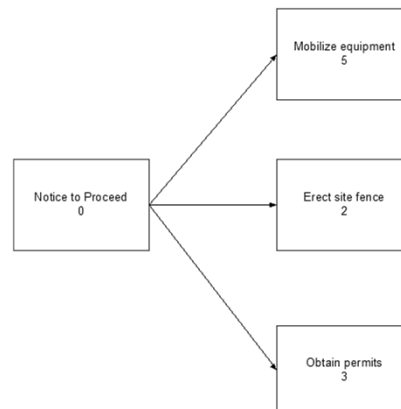 Mobilize equipment
5
Notice to Proceed
0
Erect site fence
2
Obtain permits
3